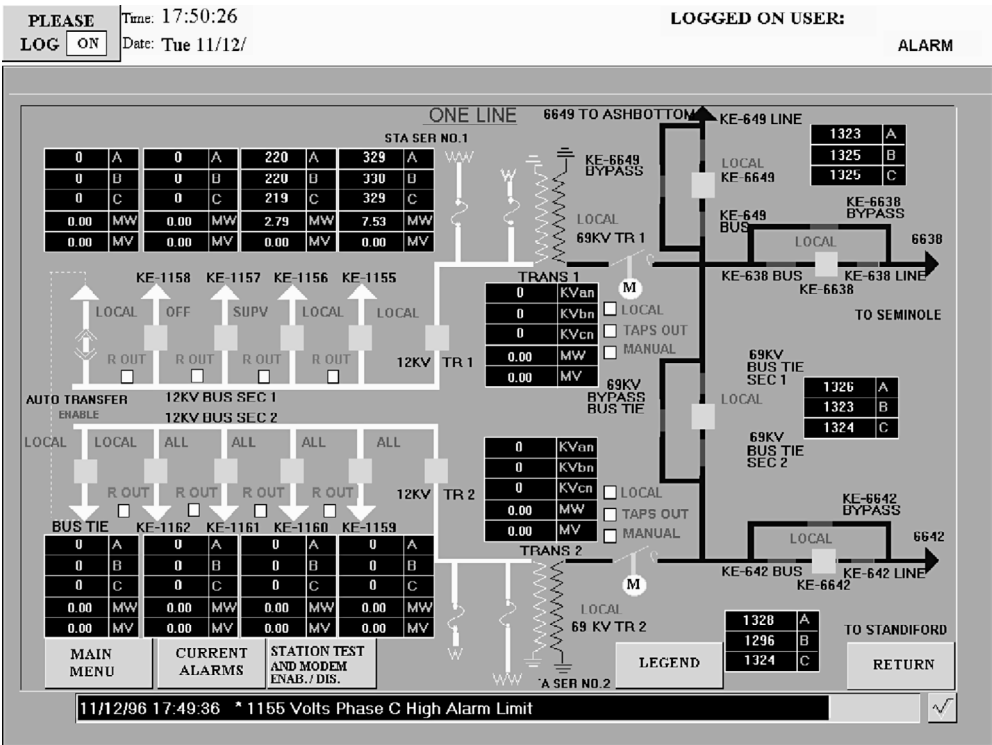 PLEASE
LOG ON
Time: 17:50:26
Date: Tue 11/12/
LOGGED ON USER:
ALARM
ONE LINE
6649 TO ASHBOTTOM
KE-649 LINE
STA SER NO.1
0 A 0 A 220 A 329 A
0 B 0 B 220 B 330 B
0 C 0 C 219 C 329 C
0.00 MW 0.00 MW 2.79 MW 7.53 MW
0.00 MV 0.00 MV 0.00 MV 0.00 MV
KE-6649
BYPASS
LOCAL
KE-6649
1323 A
1325 B
1325 C
LOCAL
69KV TR 1
KE-649
BUS
KE-6638
BYPASS
LOCAL
6638
KE-638 BUS
KE-638 LINE
KE-6638
TO SEMINOLE
KE-1158 KE-1157 KE-1156 KE-1155
LOCAL OFF SUPV LOCAL LOCAL
R OUT R OUT R OUT R OUT
12KV TR 1
TRANS 1
0 KVan
0 KVbn
0 KVcn
0.00 MW
0.00 MV
M
LOCAL
TAPS OUT
MANUAL
AUTO TRANSFER
ENABLE
12KV BUS SEC 1
12KV BUS SEC 2
69KV
BYPASS
BUS TIE
69KV
BUS TIE
SEC 1
LOCAL
1326 A
1323 B
1324 C
69KV
BUS TIE
SEC 2
LOCAL LOCAL ALL ALL ALL
R OUT R OUT R OUT R OUT
12KV TR 2
0 KVan
0 KVbn
0 KVcn
0.00 MW
0.00 MV
LOCAL
TAPS OUT
MANUAL
TRANS 2
M
KE-6642
BYPASS
LOCAL
6642
KE-642 BUS
KE-642 LINE
KE-6642
BUS TIE KE-1162 KE-1161 KE-1160 KE-1159
0 A 0 A 0 A 0 A
0 B 0 B 0 B 0 B
0 C 0 C 0 C 0 C
0.00 MW 0.00 MW 0.00 MW 0.00 MW
0.00 MV 0.00 MV 0.00 MV 0.00 MV
LOCAL
69 KV TR 2
1328 A
1296 B
1324 C
TO STANDIFORD
MAIN
MENU
CURRENT
ALARMS
STATION TEST
AND MODEM
ENAB./ DIS.
'A SER NO.2
LEGEND
RETURN
11/12/96 17:49:36 * 1155 Volts Phase C High Alarm Limit